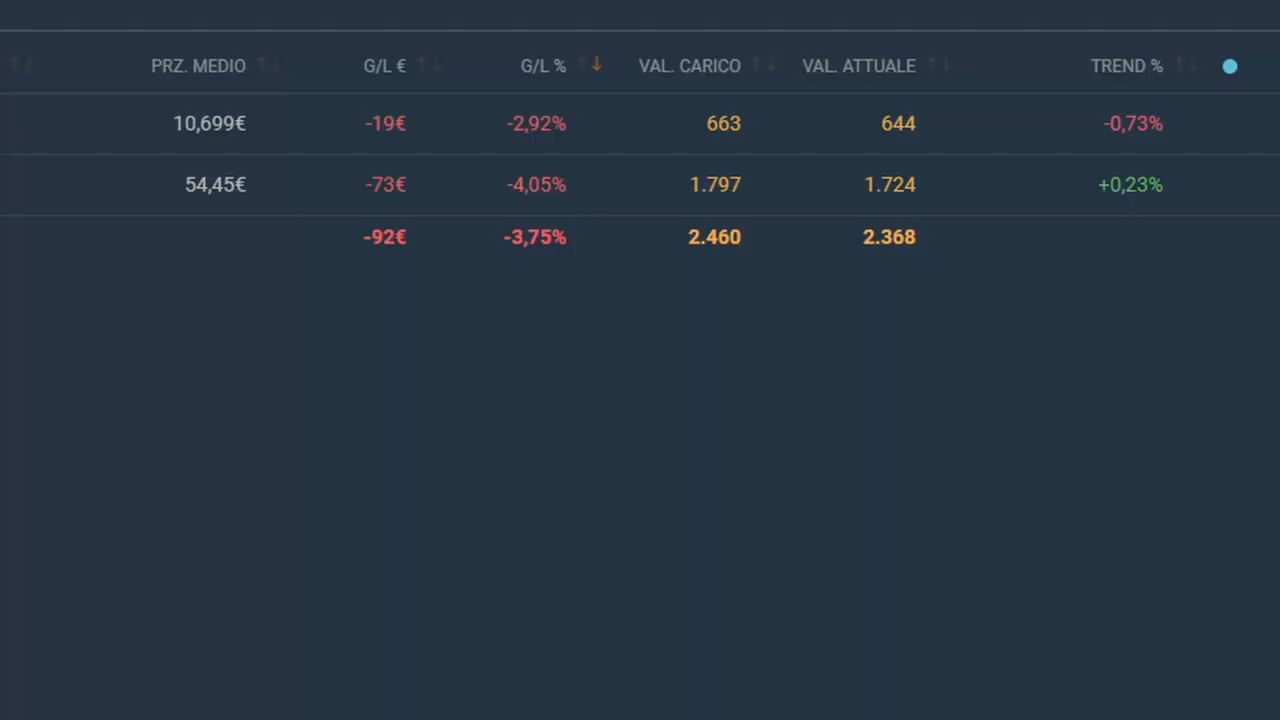 PRZ. MEDIO G/L € G/L % VAL. CARICO VAL. ATTUALE TREND %
10,699€ -19€ -2,92% 663 644 -0,73%
54,45€ -73€ -4,05% 1.797 1.724 +0,23%
-92€ -3,75% 2.460 2.368